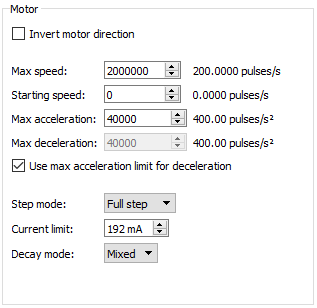 Motor
Invert motor direction
Max speed: 2000000 200.0000 pulses/s
Starting speed: 0 0.0000 pulses/s
Max acceleration: 40000 400.00 pulses/s²
Max deceleration: 40000 400.00 pulses/s²
Use max acceleration limit for deceleration
Step mode: Full step
Current limit: 192 mA
Decay mode: Mixed